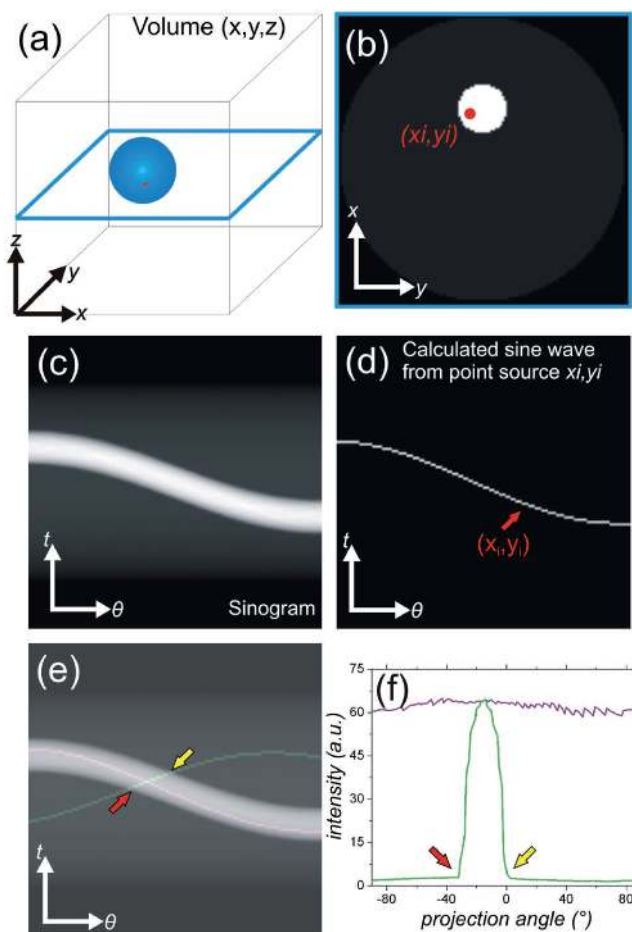 (a)
Volume (x,y,z)
z
y
x
(b)
(xi,yi)
x
y
(c)
t
θ
Sinogram
(d)
Calculated sine wave
from point source xi,yi
(xᵢ,yᵢ)
t
θ
(e)
t
θ
(f)
75
60
45
30
15
0
intensity (a.u.)
-80
-40
0
40
80
projection angle (°)